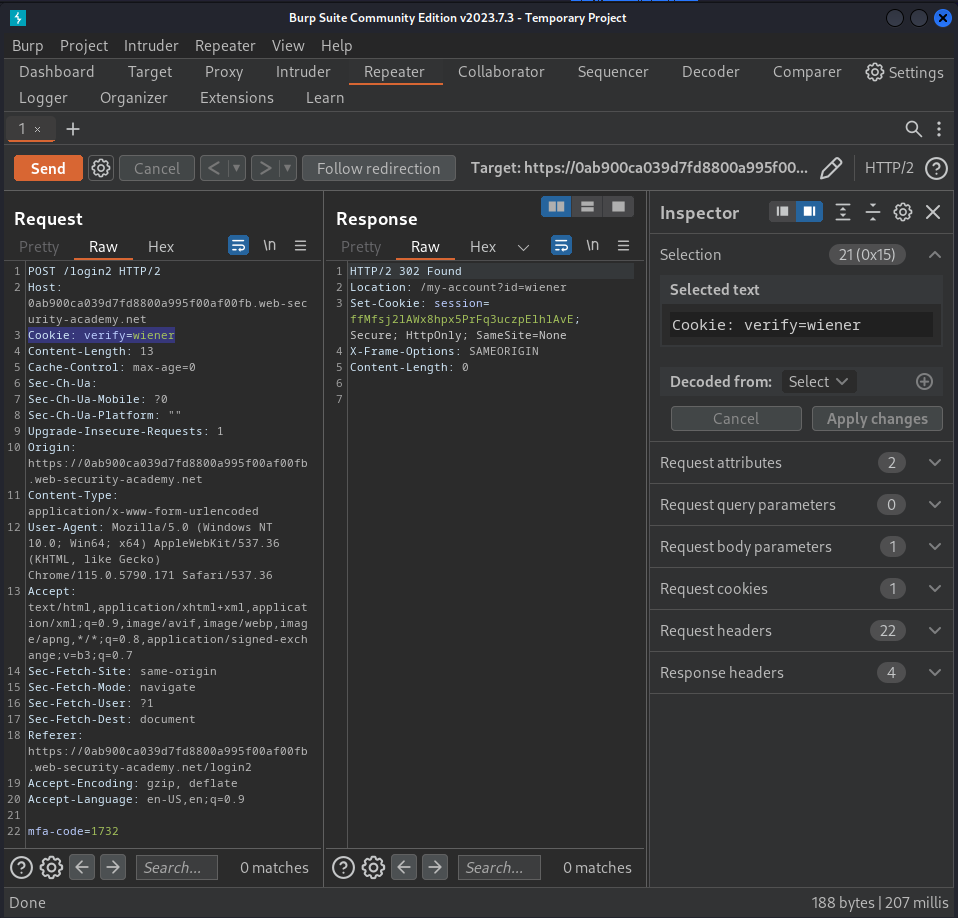 Burp Suite Community Edition v2023.7.3 - Temporary Project
Burp Project Intruder Repeater View Help
Dashboard Target Proxy Intruder Repeater Collaborator Sequencer Decoder Comparer Settings
Logger Organizer Extensions Learn
1 × +
Send Cancel < > Follow redirection Target: https://0ab900ca039d7fd8800a995f00... HTTP/2 ?
Request
Pretty Raw Hex \n
1 POST /login2 HTTP/2
2 Host:
0ab900ca039d7fd8800a995f00af00fb.web-sec
urity-academy.net
3 Cookie: verify=wiener
4 Content-Length: 13
5 Cache-Control: max-age=0
6 Sec-Ch-Ua:
7 Sec-Ch-Ua-Mobile: ?0
8 Sec-Ch-Ua-Platform: ""
9 Upgrade-Insecure-Requests: 1
10 Origin:
https://0ab900ca039d7fd8800a995f00af00fb
.web-security-academy.net
11 Content-Type:
application/x-www-form-urlencoded
12 User-Agent: Mozilla/5.0 (Windows NT
10.0; Win64; x64) AppleWebKit/537.36
(KHTML, like Gecko)
Chrome/115.0.5790.171 Safari/537.36
13 Accept:
text/html,application/xhtml+xml,applicat
ion/xml;q=0.9,image/avif,image/webp,imag
e/apng,*/*;q=0.8,application/signed-exch
ange;v=b3;q=0.7
14 Sec-Fetch-Site: same-origin
15 Sec-Fetch-Mode: navigate
16 Sec-Fetch-User: ?1
17 Sec-Fetch-Dest: document
18 Referer:
https://0ab900ca039d7fd8800a995f00af00fb
.web-security-academy.net/login2
19 Accept-Encoding: gzip, deflate
20 Accept-Language: en-US,en;q=0.9
21
22 mfa-code=1732
? Search... 0 matches
Response
Pretty Raw Hex \n
1 HTTP/2 302 Found
2 Location: /my-account?id=wiener
3 Set-Cookie: session=
ffMfsj2lAWx8hpx5PrFq3uczpElhlAvE;
Secure; HttpOnly; SameSite=None
4 X-Frame-Options: SAMEORIGIN
5 Content-Length: 0
6
7
? Search... 0 matches
Inspector
Selection 21 (0x15)
Selected text
Cookie: verify=wiener
Decoded from: Select
Cancel Apply changes
Request attributes 2
Request query parameters 0
Request body parameters 1
Request cookies 1
Request headers 22
Response headers 4
Done 188 bytes | 207 millis